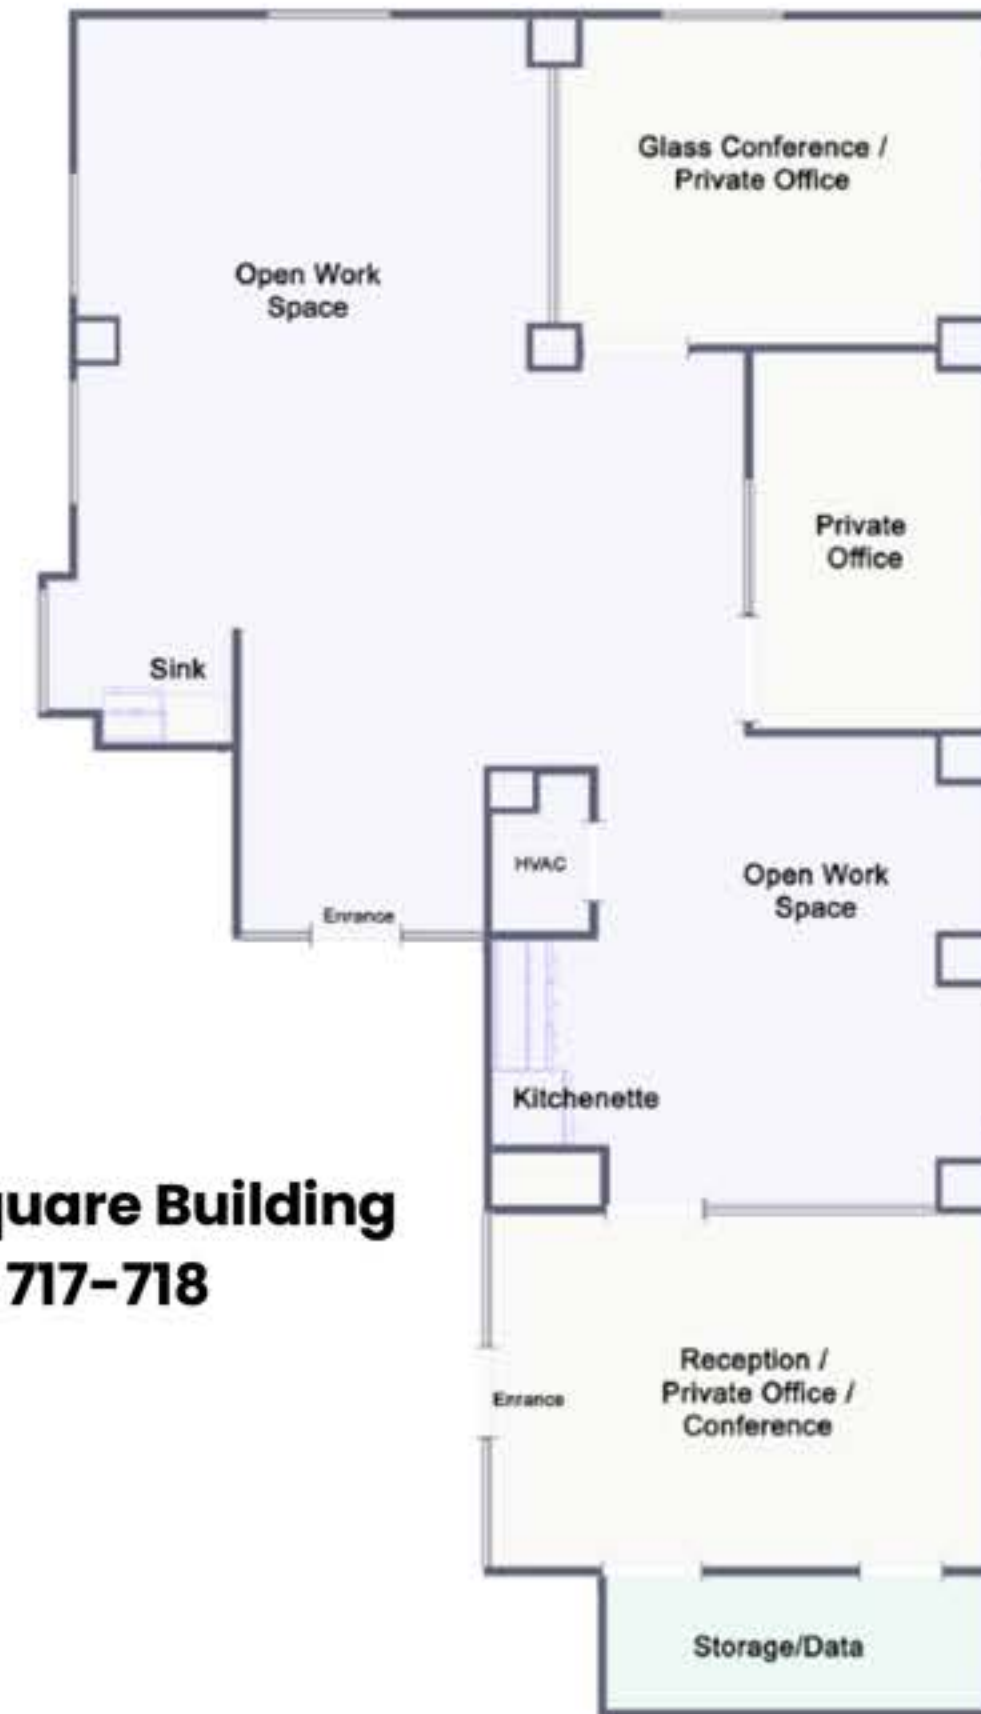 Glass Conference /
Private Office
Open Work
Space
Private
Office
Sink
HVAC
Open Work
Space
Enrance
Kitchenette
quare Building
717-718
Reception /
Private Office /
Conference
Enrance
Storage/Data